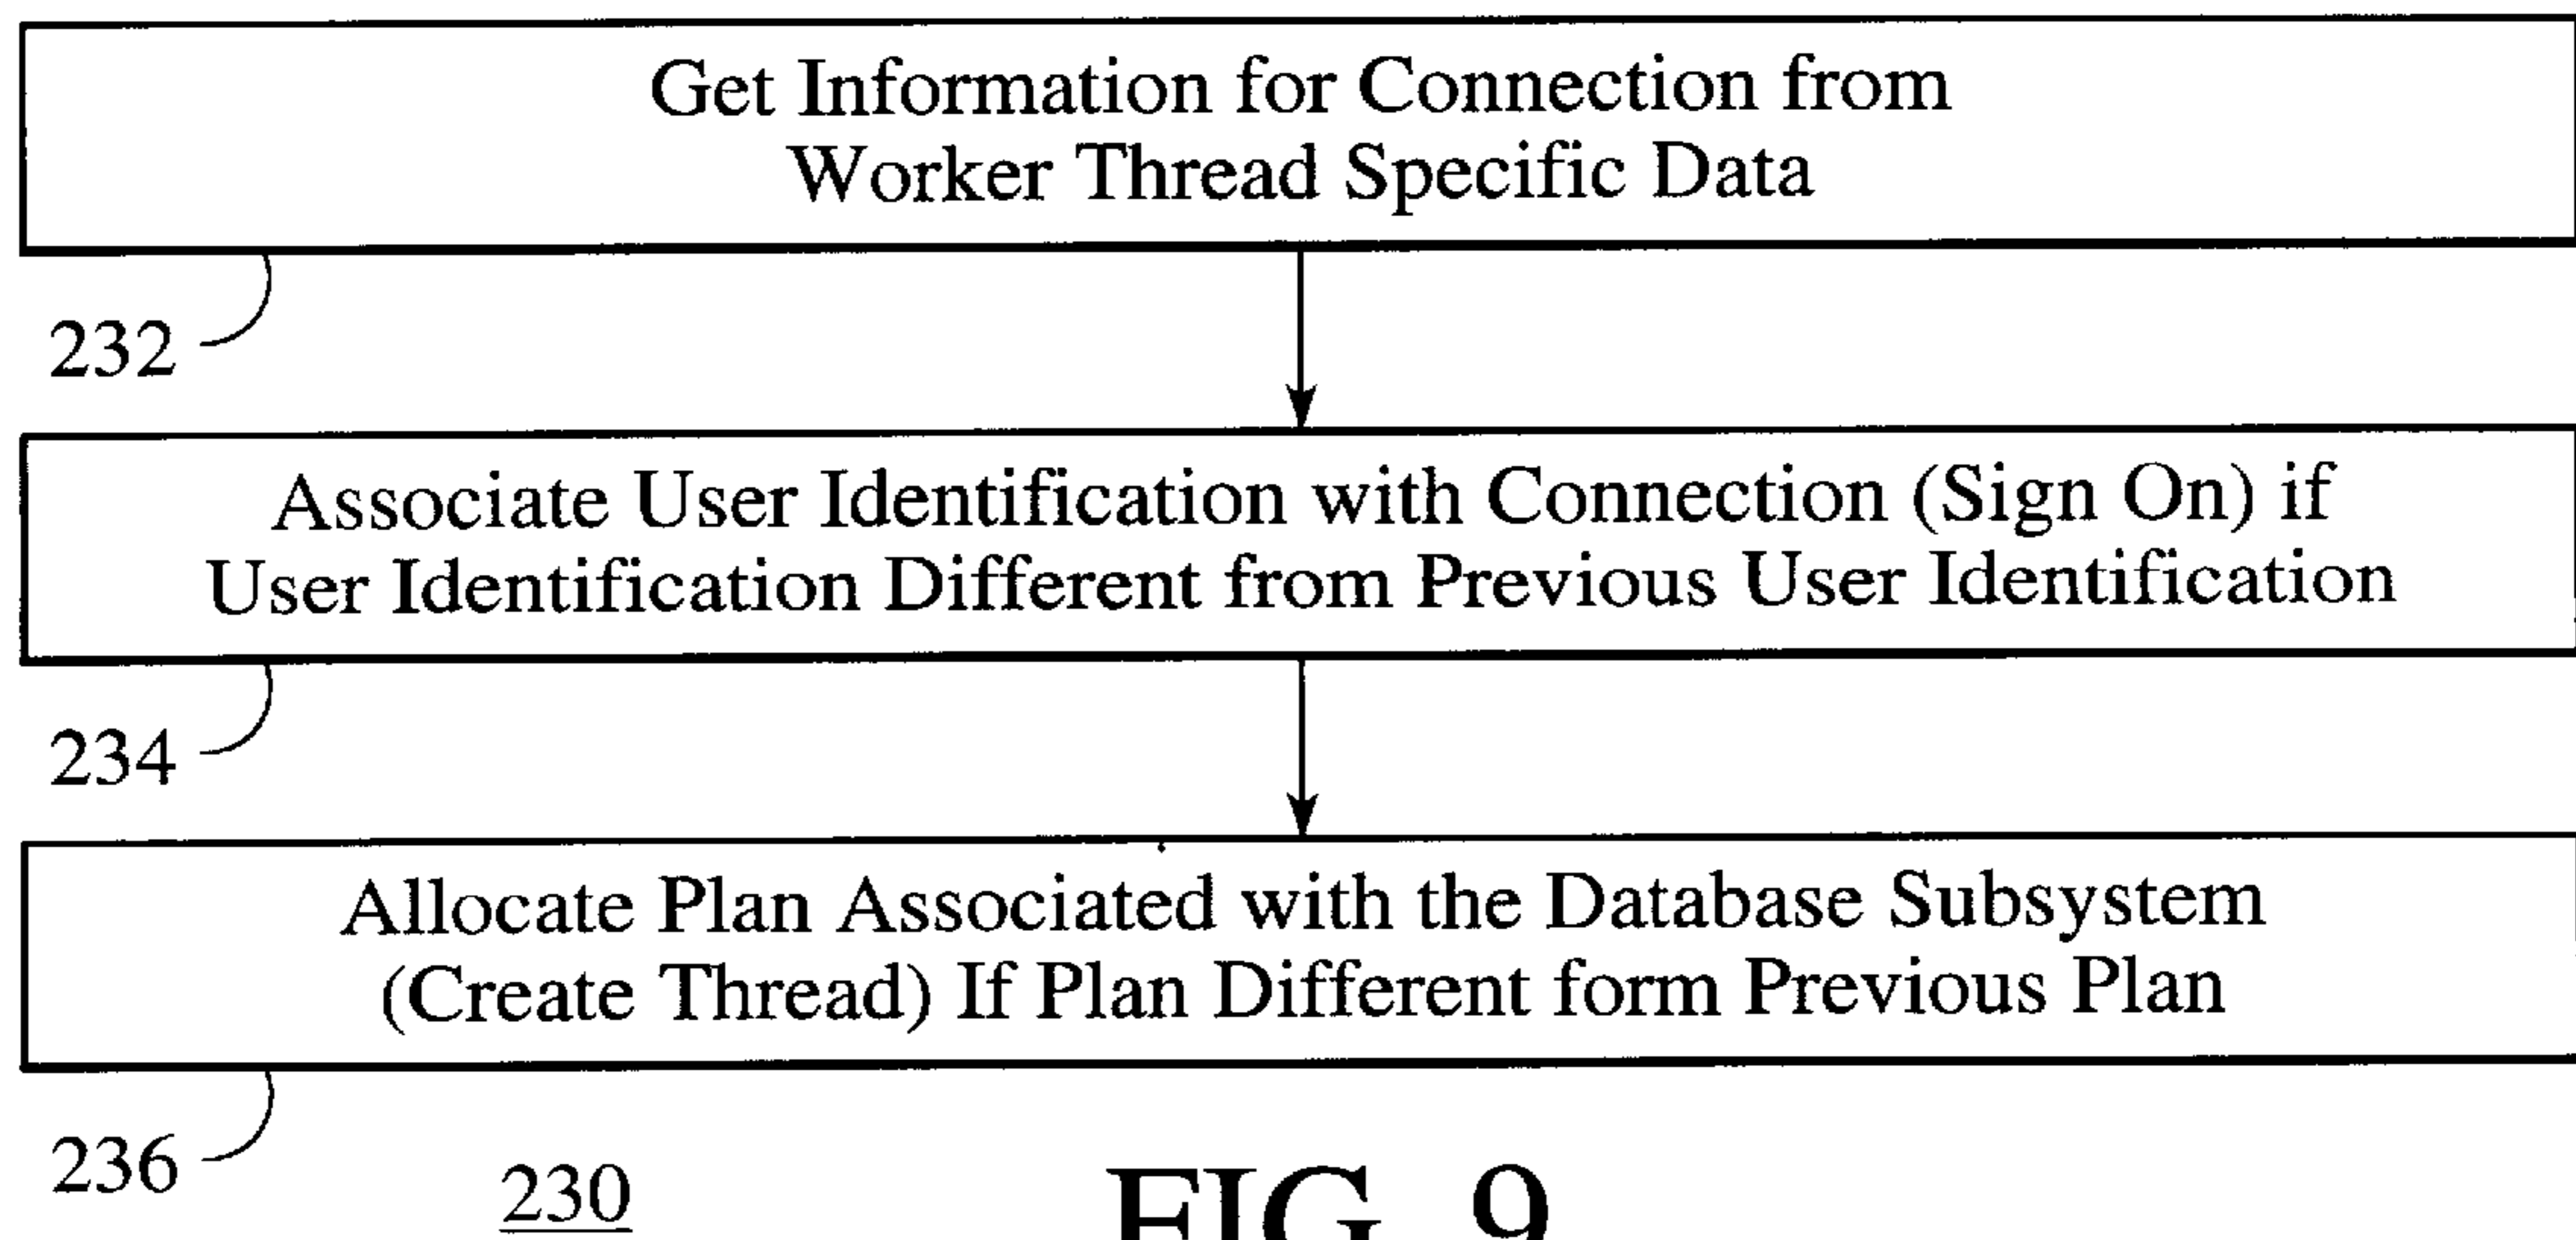 Get Information for Connection from
Worker Thread Specific Data
232
Associate User Identification with Connection (Sign On) if
User Identification Different from Previous User Identification
234
Allocate Plan Associated with the Database Subsystem
(Create Thread) If Plan Different form Previous Plan
236
230
FIG. 9